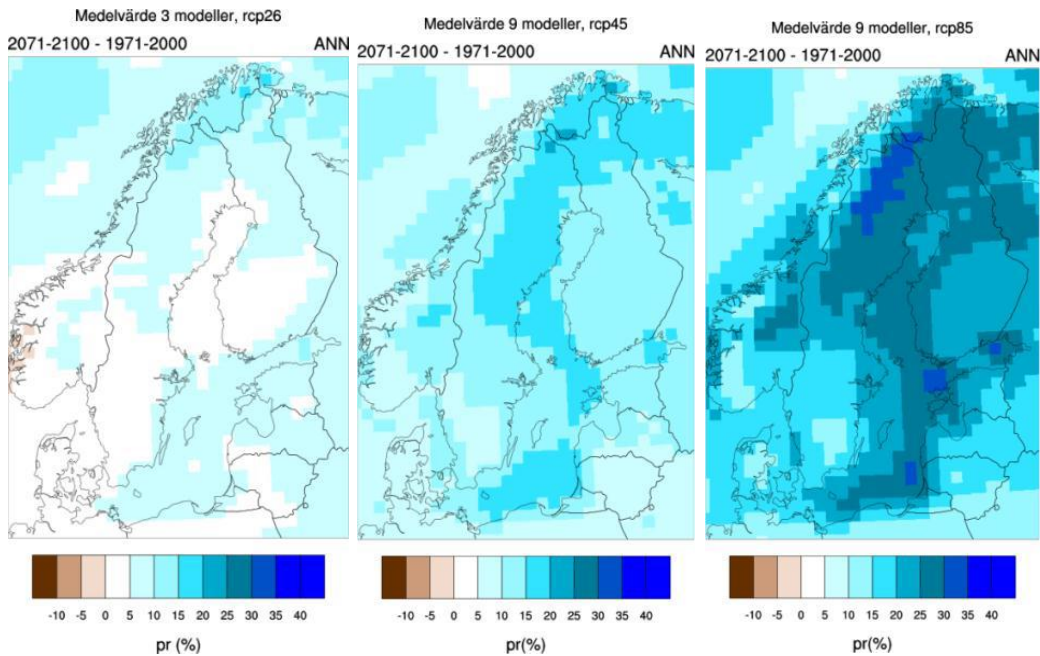 Medelvärde 3 modeller, rcp26
2071-2100 - 1971-2000 ANN
-10 -5 0 5 10 15 20 25 30 35 40
pr (%)
Medelvärde 9 modeller, rcp45
2071-2100 - 1971-2000 ANN
-10 -5 0 5 10 15 20 25 30 35 40
pr(%)
Medelvärde 9 modeller, rcp85
2071-2100 - 1971-2000 ANN
-10 -5 0 5 10 15 20 25 30 35 40
pr(%)